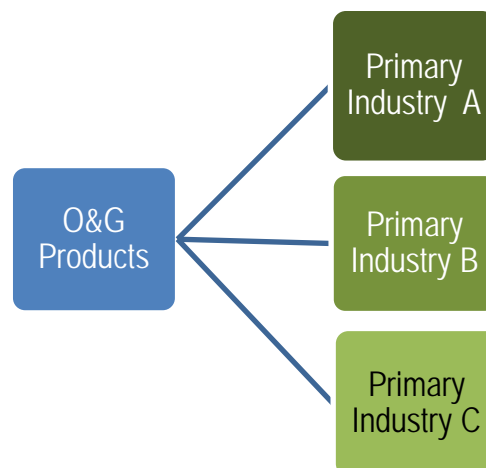 Primary
Industry A
O&G
Products
Primary
Industry B
Primary
Industry C